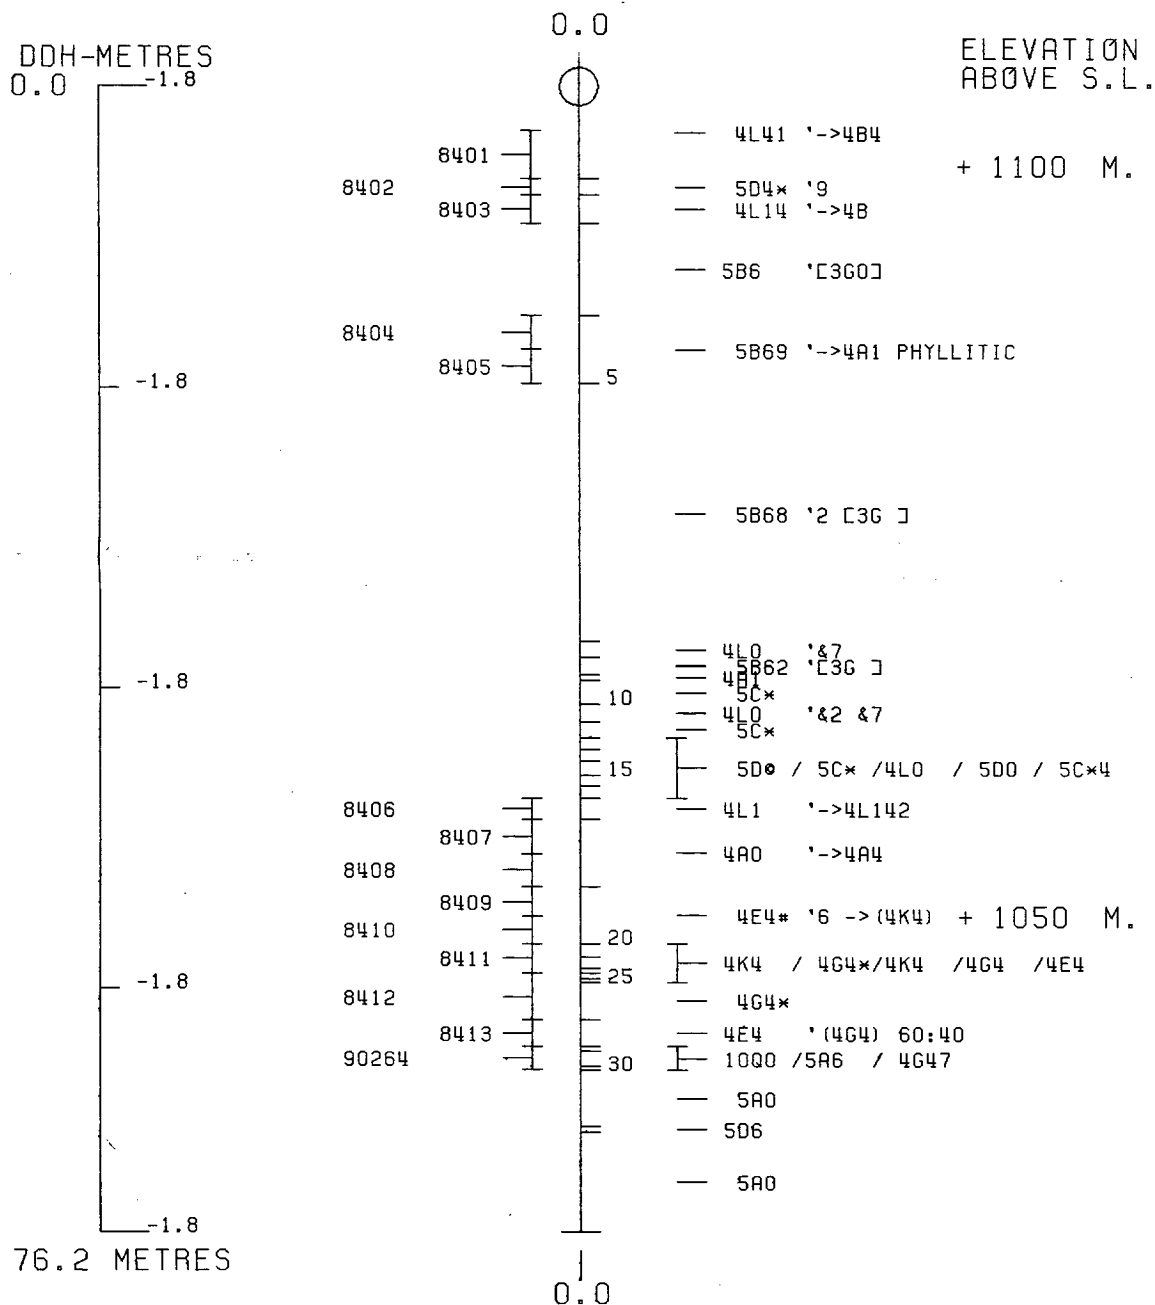 0.0
DDH-METRES
ELEVATION
0.0
-1.8
ABOVE S.L.
4L41 '->4B4
8401
+ 1100 M.
8402
5D4* '9
8403
4L14 '->4B
5B6 '[3G0]
8404
5B69 '->4A1 PHYLLITIC
8405
5
-1.8
5B68 '2 [3G ]
4L0 '&7
5B62 '[3G ]
4A1
-1.8
5C*
10
4L0 '&2 &7
5C*
15
5D0 / 5C* /4L0 / 5D0 / 5C*4
8406
4L1 '->4L142
8407
4A0 '->4A4
8408
8409
4E4# '6 ->(4K4)
+ 1050 M.
8410
20
8411
4K4 / 4G4*/4K4 /4G4 /4E4
25
-1.8
8412
4G4*
8413
4E4 '(4G4) 60:40
90264
30
10Q0 /5A6 / 4G47
5A0
5D6
5A0
-1.8
76.2 METRES
0.0